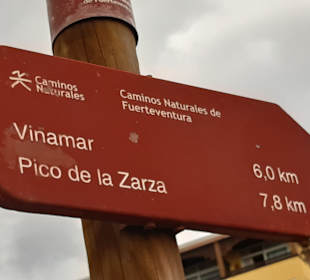 Caminos
Naturales
Caminos Naturales de
Fuerteventura
Vinamar 6,0 km
Pico de la Zarza 7,8 km